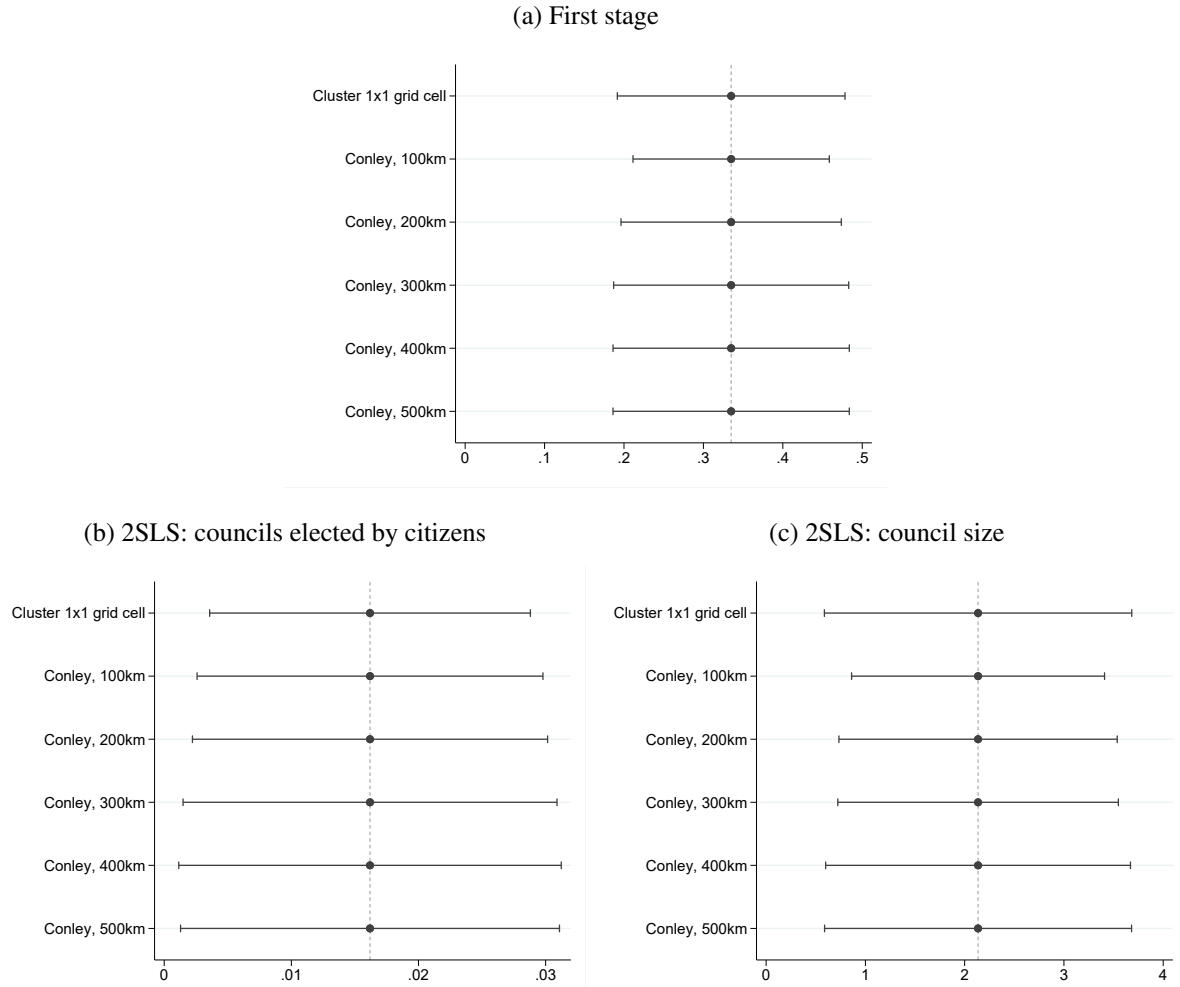 (a) First stage
Cluster 1x1 grid cell
Conley, 100km
Conley, 200km
Conley, 300km
Conley, 400km
Conley, 500km
0 .1 .2 .3 .4 .5
(b) 2SLS: councils elected by citizens
Cluster 1x1 grid cell
Conley, 100km
Conley, 200km
Conley, 300km
Conley, 400km
Conley, 500km
0 .01 .02 .03
(c) 2SLS: council size
Cluster 1x1 grid cell
Conley, 100km
Conley, 200km
Conley, 300km
Conley, 400km
Conley, 500km
0 1 2 3 4